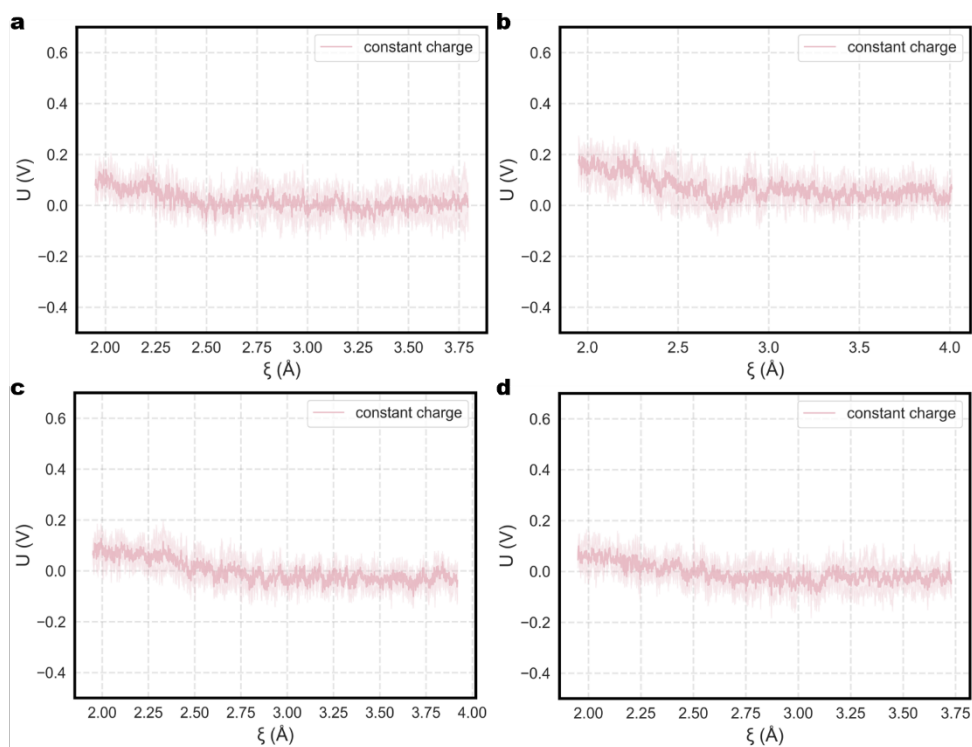 a
b
0.6
0.4
0.2
0.0
−0.2
−0.4
U (V)
constant charge
2.00 2.25 2.50 2.75 3.00 3.25 3.50 3.75
ξ (Å)
0.6
0.4
0.2
0.0
−0.2
−0.4
U (V)
constant charge
2.0 2.5 3.0 3.5 4.0
ξ (Å)
c
d
0.6
0.4
0.2
0.0
−0.2
−0.4
U (V)
constant charge
2.00 2.25 2.50 2.75 3.00 3.25 3.50 3.75 4.00
ξ (Å)
0.6
0.4
0.2
0.0
−0.2
−0.4
U (V)
constant charge
2.00 2.25 2.50 2.75 3.00 3.25 3.50 3.75
ξ (Å)